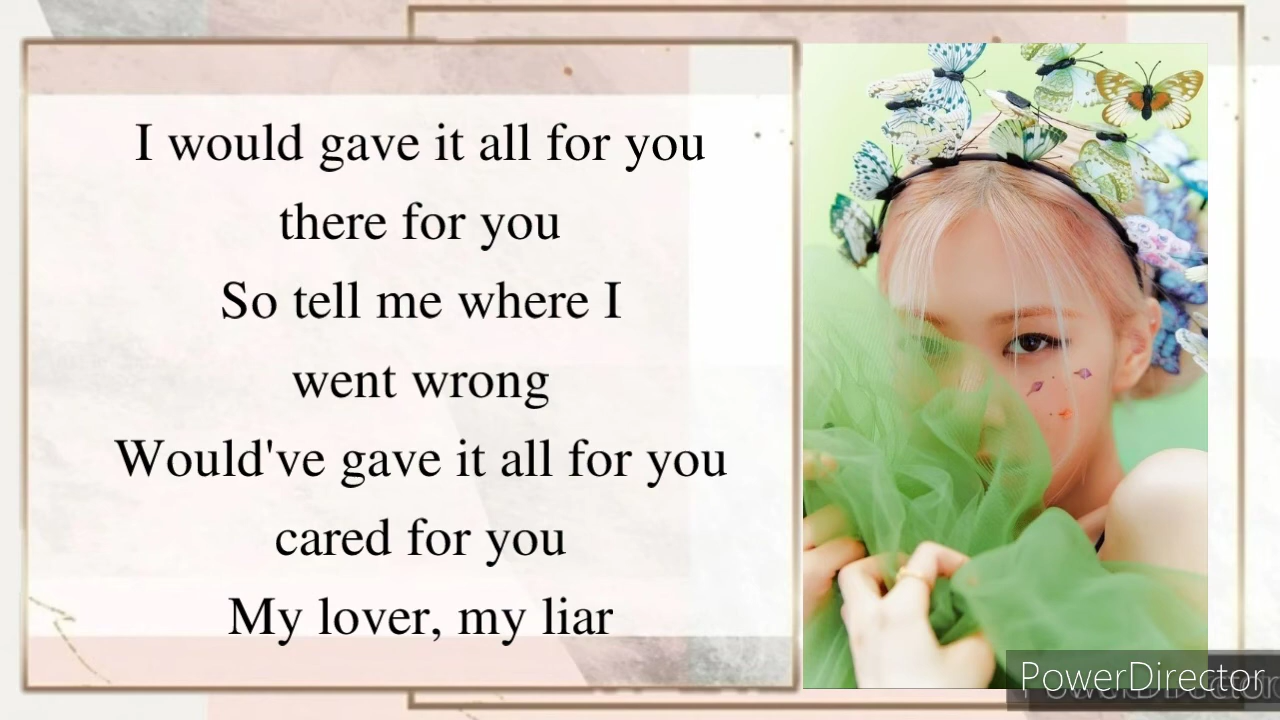 I would gave it all for you
there for you
So tell me where I
went wrong
Would've gave it all for you
cared for you
My lover, my liar
PowerDirector
PowerDirector